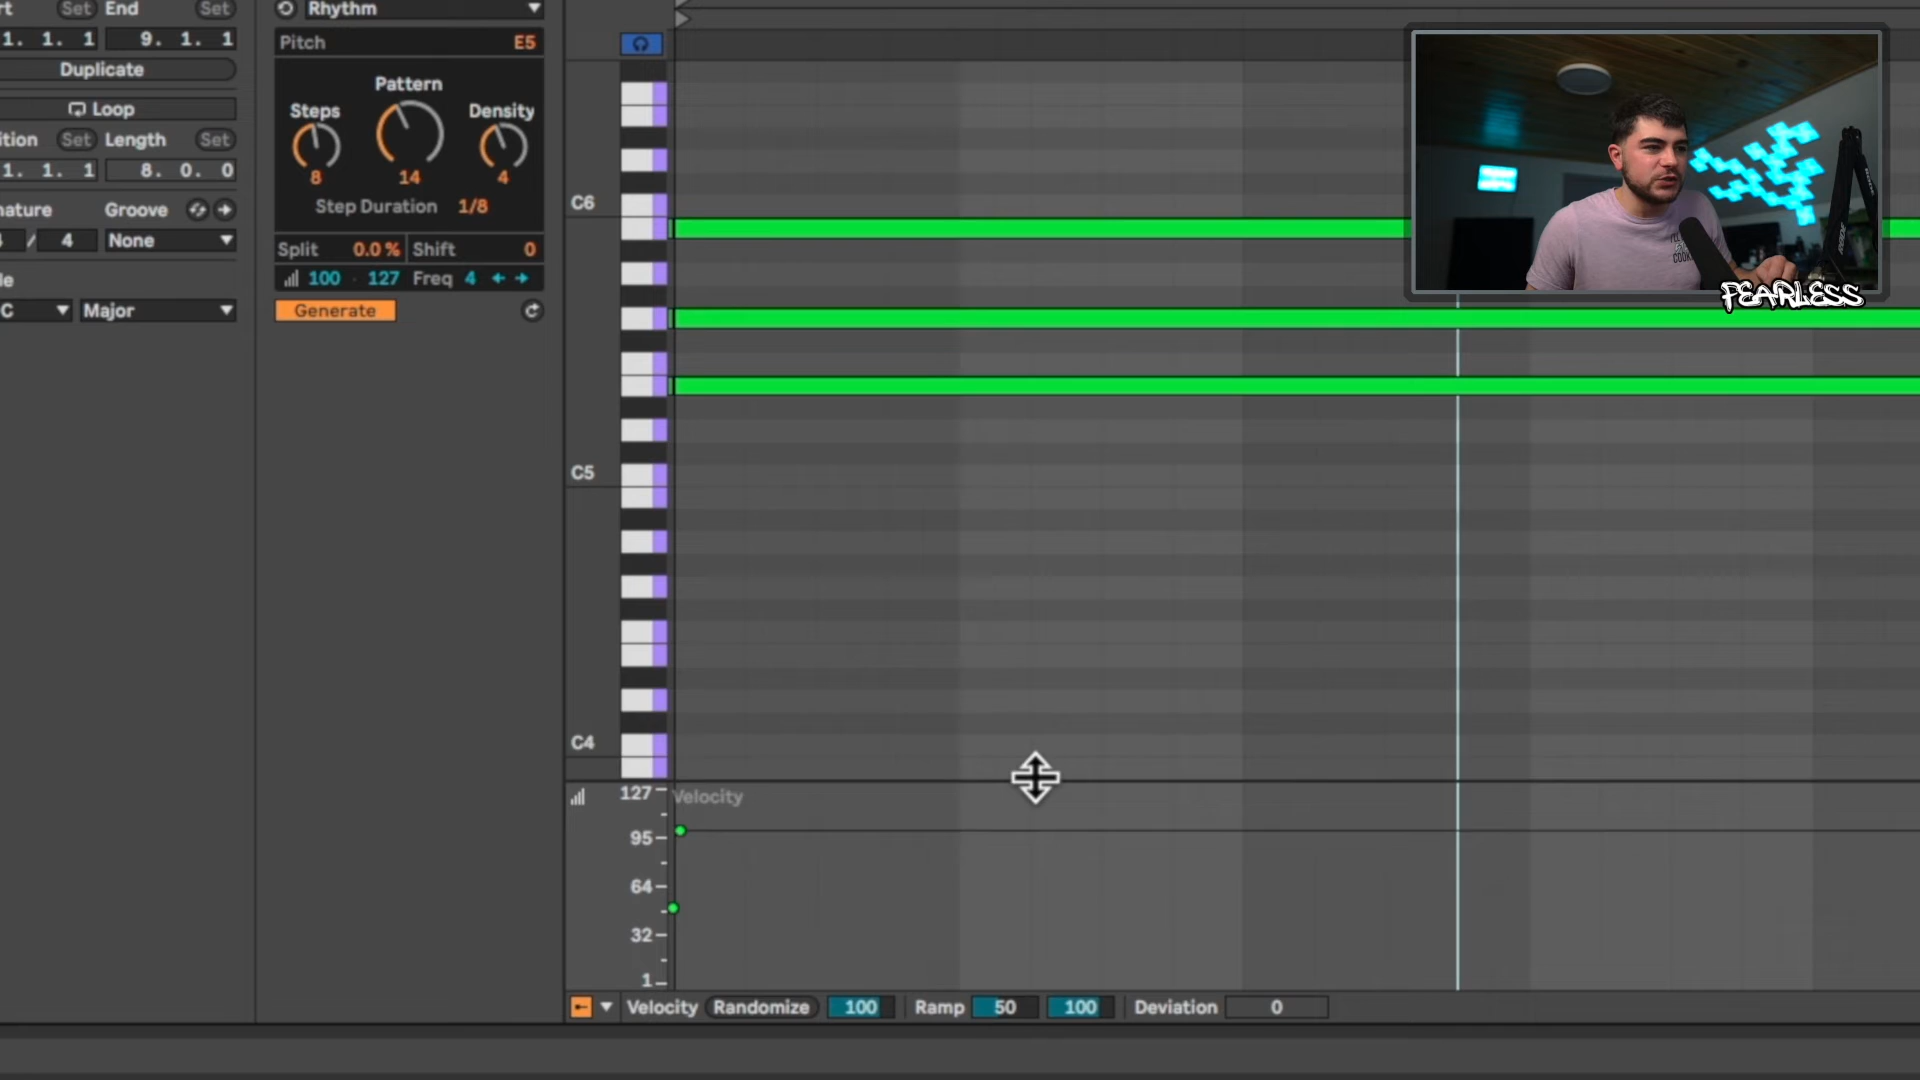 rt Set End Set
1. 1. 1 9. 1. 1
Duplicate
Loop
ition Set Length Set
1. 1. 1 8. 0. 0
nature Groove
/ 4 None
le
C Major
Rhythm
Pitch E5
Pattern
Steps Density
8 14 4
Step Duration 1/8
Split 0.0 % Shift 0
100 - 127 Freq 4
Generate
C6
C5
C4
127 Velocity
95
64
32
1
Velocity Randomize 100 Ramp 50 100 Deviation 0
PEARLESS